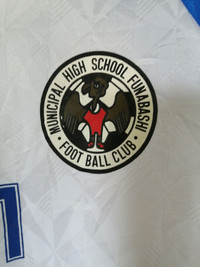 MUNICIPAL HIGH SCHOOL FUNABASHI
· FOOT BALL CLUB ·